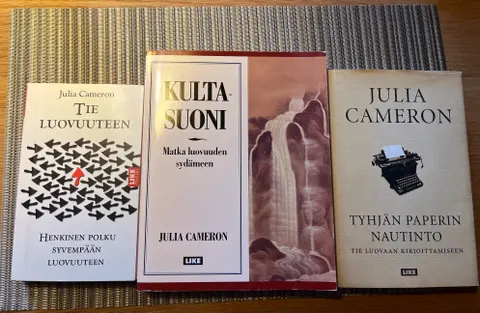 Julia Cameron
TIE
LUOVUUTEEN
LIKE
HENKINEN POLKU
SYVEMPÄÄN
LUOVUUTEEN
KULTA-
SUONI
Matka luovuuden
sydämeen
JULIA CAMERON
LIKE
JULIA
CAMERON
TYHJÄN PAPERIN
NAUTINTO
TIE LUOVAAN KIRJOITTAMISEEN
LIKE